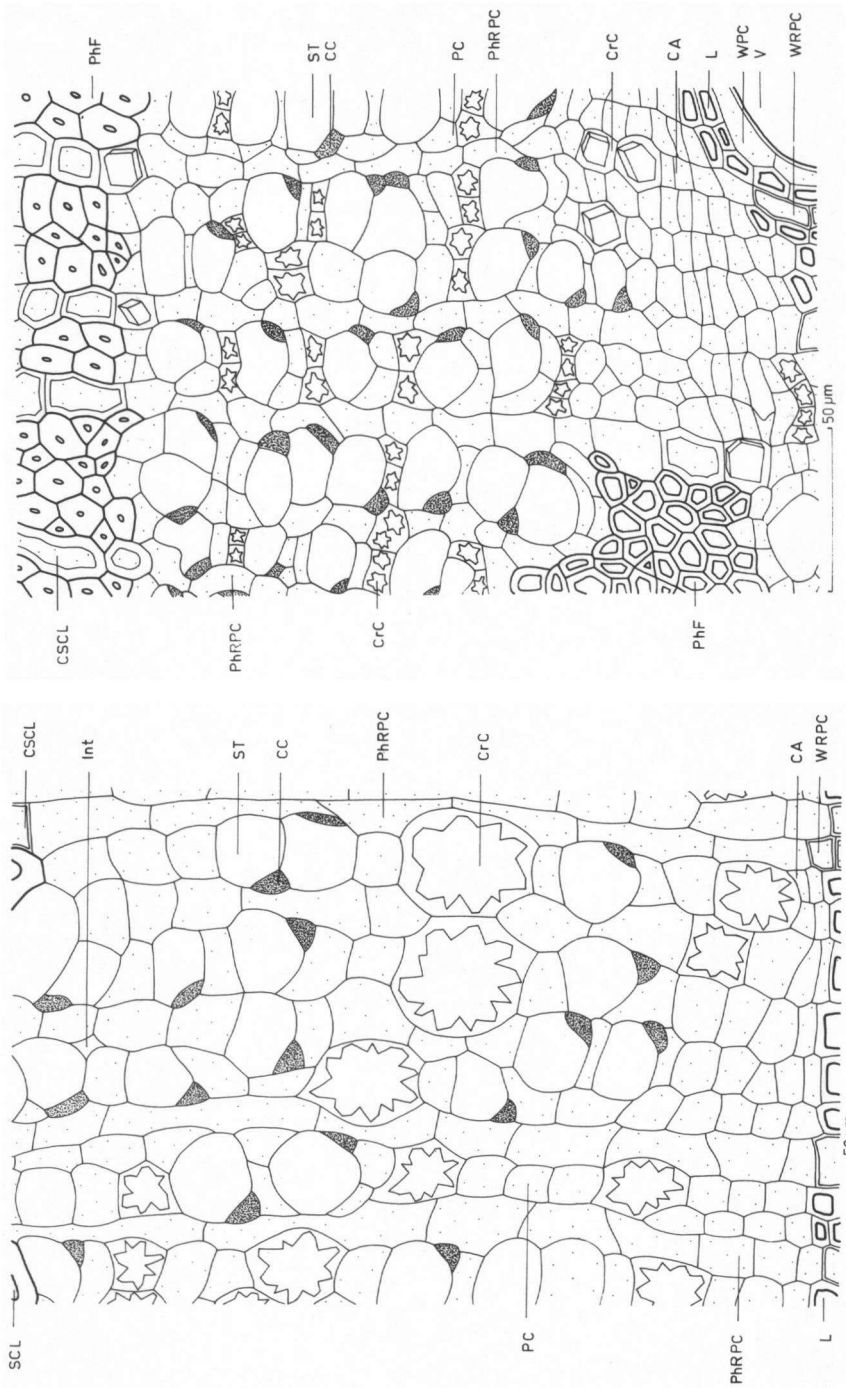 PhF
ST
CC
PC
PhRPC
CrC
CA
L
WPC
V
WRPC
CSCL
PhRPC
CrC
PhF
50 µm
CSCL
Int
ST
CC
PhRPC
CrC
CA
WRPC
SCL
PC
PhRPC
L